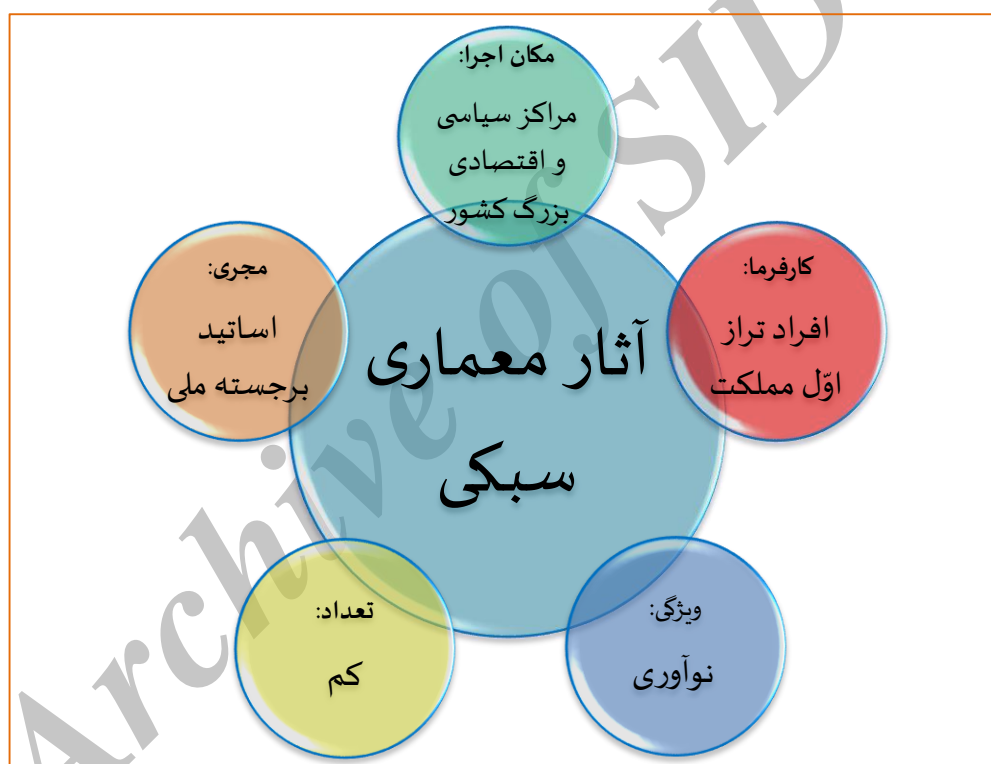 مکان اجرا:
مراکز سیاسی
و اقتصادی
بزرگ کشور
کارفرما:
افراد تراز
اوّل مملکت
ویژگی:
نوآوری
تعداد:
کم
مجری:
اساتید
برجسته ملی
آثار معماری
سبکی
Archive of SID